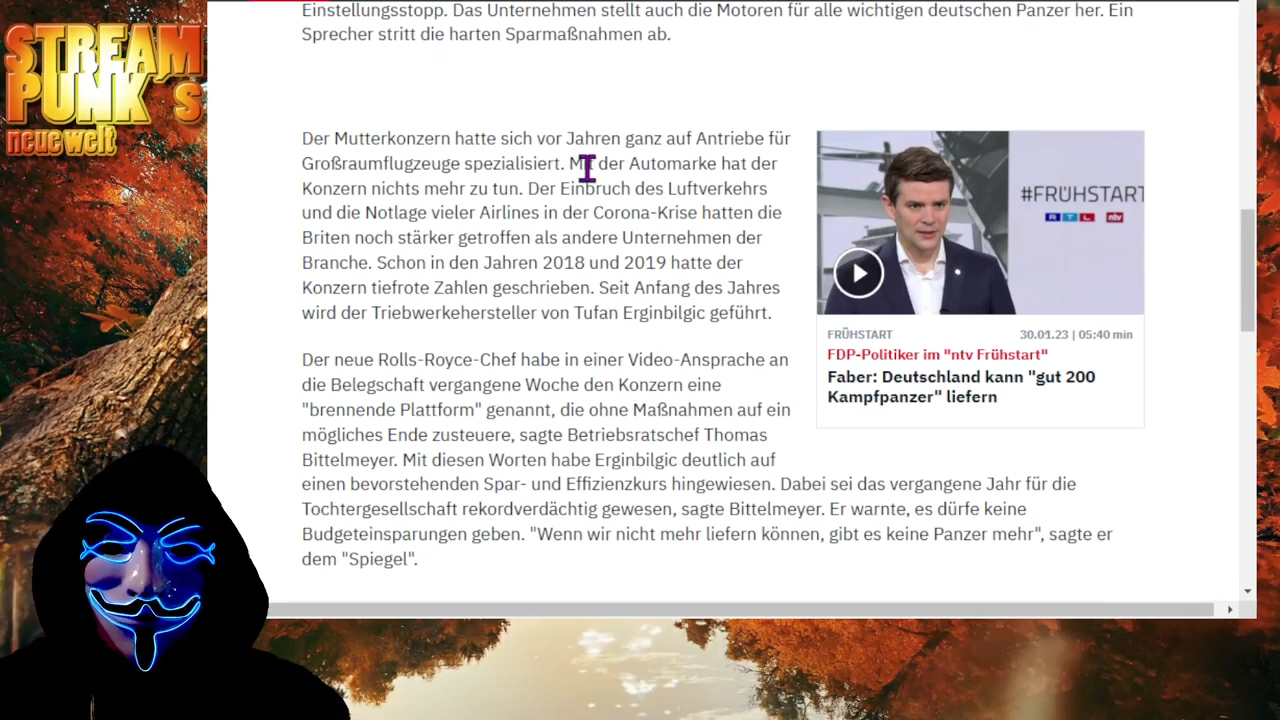 STREAM
PUNK´s
neue welt
Einstellungsstopp. Das Unternehmen stellt auch die Motoren für alle wichtigen deutschen Panzer her. Ein
Sprecher stritt die harten Sparmaßnahmen ab.
Der Mutterkonzern hatte sich vor Jahren ganz auf Antriebe für
Großraumflugzeuge spezialisiert. Mit der Automarke hat der
Konzern nichts mehr zu tun. Der Einbruch des Luftverkehrs
und die Notlage vieler Airlines in der Corona-Krise hatten die
Briten noch stärker getroffen als andere Unternehmen der
Branche. Schon in den Jahren 2018 und 2019 hatte der
Konzern tiefrote Zahlen geschrieben. Seit Anfang des Jahres
wird der Triebwerkehersteller von Tufan Erginbilgic geführt.
#FRÜHSTART
RTL ntv
FRÜHSTART 30.01.23 | 05:40 min
FDP-Politiker im "ntv Frühstart"
Faber: Deutschland kann "gut 200
Kampfpanzer" liefern
Der neue Rolls-Royce-Chef habe in einer Video-Ansprache an
die Belegschaft vergangene Woche den Konzern eine
"brennende Plattform" genannt, die ohne Maßnahmen auf ein
mögliches Ende zusteuere, sagte Betriebsratschef Thomas
Bittelmeyer. Mit diesen Worten habe Erginbilgic deutlich auf
einen bevorstehenden Spar- und Effizienzkurs hingewiesen. Dabei sei das vergangene Jahr für die
Tochtergesellschaft rekordverdächtig gewesen, sagte Bittelmeyer. Er warnte, es dürfe keine
Budgeteinsparungen geben. "Wenn wir nicht mehr liefern können, gibt es keine Panzer mehr", sagte er
dem "Spiegel".